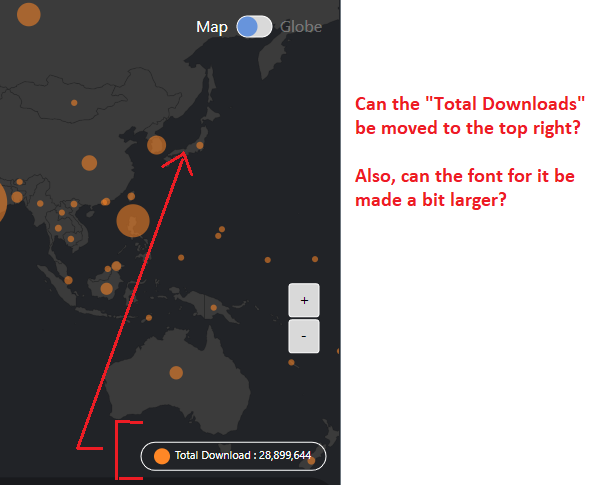 Map Globe
Can the "Total Downloads"
be moved to the top right?
Also, can the font for it be
made a bit larger?
+
-
Total Download : 28,899,644